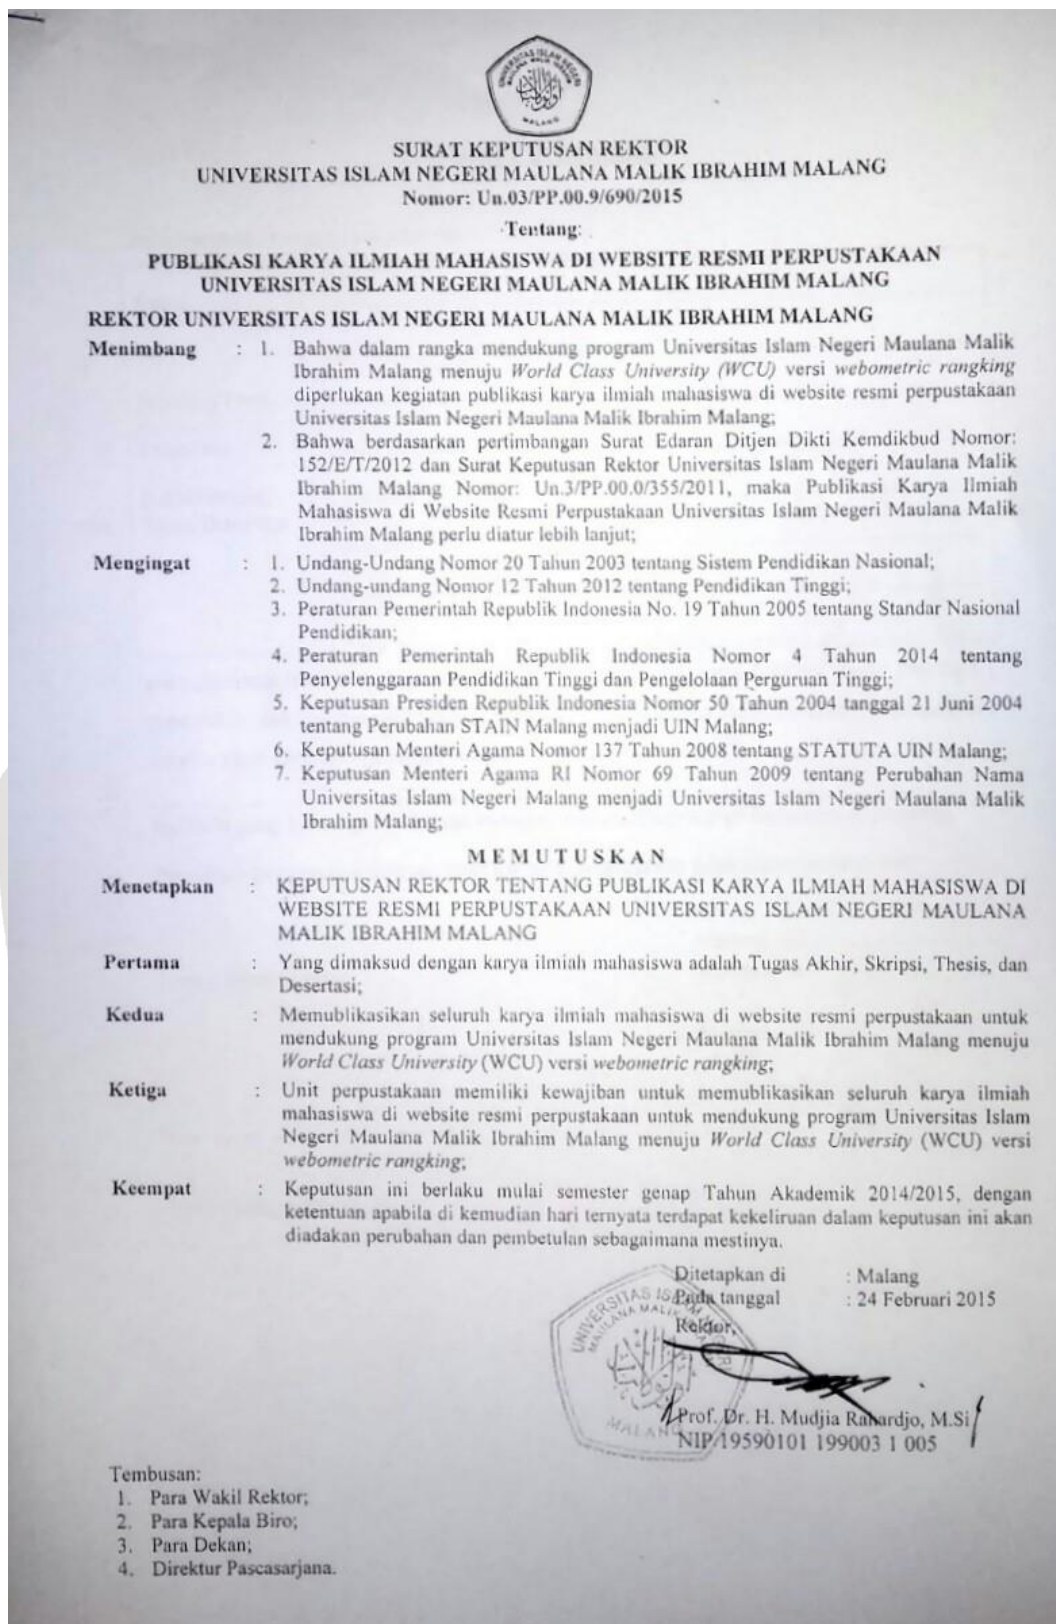 UNIVERSITAS ISLAM NEGERI
MAULANA MALIK IBRAHIM
MALANG
SURAT KEPUTUSAN REKTOR
UNIVERSITAS ISLAM NEGERI MAULANA MALIK IBRAHIM MALANG
Nomor: Un.03/PP.00.9/690/2015
Tentang:
PUBLIKASI KARYA ILMIAH MAHASISWA DI WEBSITE RESMI PERPUSTAKAAN
UNIVERSITAS ISLAM NEGERI MAULANA MALIK IBRAHIM MALANG
REKTOR UNIVERSITAS ISLAM NEGERI MAULANA MALIK IBRAHIM MALANG
Menimbang : 1. Bahwa dalam rangka mendukung program Universitas Islam Negeri Maulana Malik
Ibrahim Malang menuju World Class University (WCU) versi webometric rangking
diperlukan kegiatan publikasi karya ilmiah mahasiswa di website resmi perpustakaan
Universitas Islam Negeri Maulana Malik Ibrahim Malang;
2. Bahwa berdasarkan pertimbangan Surat Edaran Ditjen Dikti Kemdikbud Nomor:
152/E/T/2012 dan Surat Keputusan Rektor Universitas Islam Negeri Maulana Malik
Ibrahim Malang Nomor: Un.3/PP.00.0/355/2011, maka Publikasi Karya Ilmiah
Mahasiswa di Website Resmi Perpustakaan Universitas Islam Negeri Maulana Malik
Ibrahim Malang perlu diatur lebih lanjut;
Mengingat : 1. Undang-Undang Nomor 20 Tahun 2003 tentang Sistem Pendidikan Nasional;
2. Undang-undang Nomor 12 Tahun 2012 tentang Pendidikan Tinggi;
3. Peraturan Pemerintah Republik Indonesia No. 19 Tahun 2005 tentang Standar Nasional
Pendidikan;
4. Peraturan Pemerintah Republik Indonesia Nomor 4 Tahun 2014 tentang
Penyelenggaraan Pendidikan Tinggi dan Pengelolaan Perguruan Tinggi;
5. Keputusan Presiden Republik Indonesia Nomor 50 Tahun 2004 tanggal 21 Juni 2004
tentang Perubahan STAIN Malang menjadi UIN Malang;
6. Keputusan Menteri Agama Nomor 137 Tahun 2008 tentang STATUTA UIN Malang;
7. Keputusan Menteri Agama RI Nomor 69 Tahun 2009 tentang Perubahan Nama
Universitas Islam Negeri Malang menjadi Universitas Islam Negeri Maulana Malik
Ibrahim Malang;
MEMUTUSKAN
Menetapkan : KEPUTUSAN REKTOR TENTANG PUBLIKASI KARYA ILMIAH MAHASISWA DI
WEBSITE RESMI PERPUSTAKAAN UNIVERSITAS ISLAM NEGERI MAULANA
MALIK IBRAHIM MALANG
Pertama : Yang dimaksud dengan karya ilmiah mahasiswa adalah Tugas Akhir, Skripsi, Thesis, dan
Desertasi;
Kedua : Memublikasikan seluruh karya ilmiah mahasiswa di website resmi perpustakaan untuk
mendukung program Universitas Islam Negeri Maulana Malik Ibrahim Malang menuju
World Class University (WCU) versi webometric rangking;
Ketiga : Unit perpustakaan memiliki kewajiban untuk memublikasikan seluruh karya ilmiah
mahasiswa di website resmi perpustakaan untuk mendukung program Universitas Islam
Negeri Maulana Malik Ibrahim Malang menuju World Class University (WCU) versi
webometric rangking;
Keempat : Keputusan ini berlaku mulai semester genap Tahun Akademik 2014/2015, dengan
ketentuan apabila di kemudian hari ternyata terdapat kekeliruan dalam keputusan ini akan
diadakan perubahan dan pembetulan sebagaimana mestinya.
Ditetapkan di : Malang
Pada tanggal : 24 Februari 2015
Rektor,
UNIVERSITAS ISLAM NEGERI
MAULANA MALIK
MALANG
Prof. Dr. H. Mudjia Rahardjo, M.Si
NIP 19590101 199003 1 005
Tembusan:
1. Para Wakil Rektor;
2. Para Kepala Biro;
3. Para Dekan;
4. Direktur Pascasarjana.